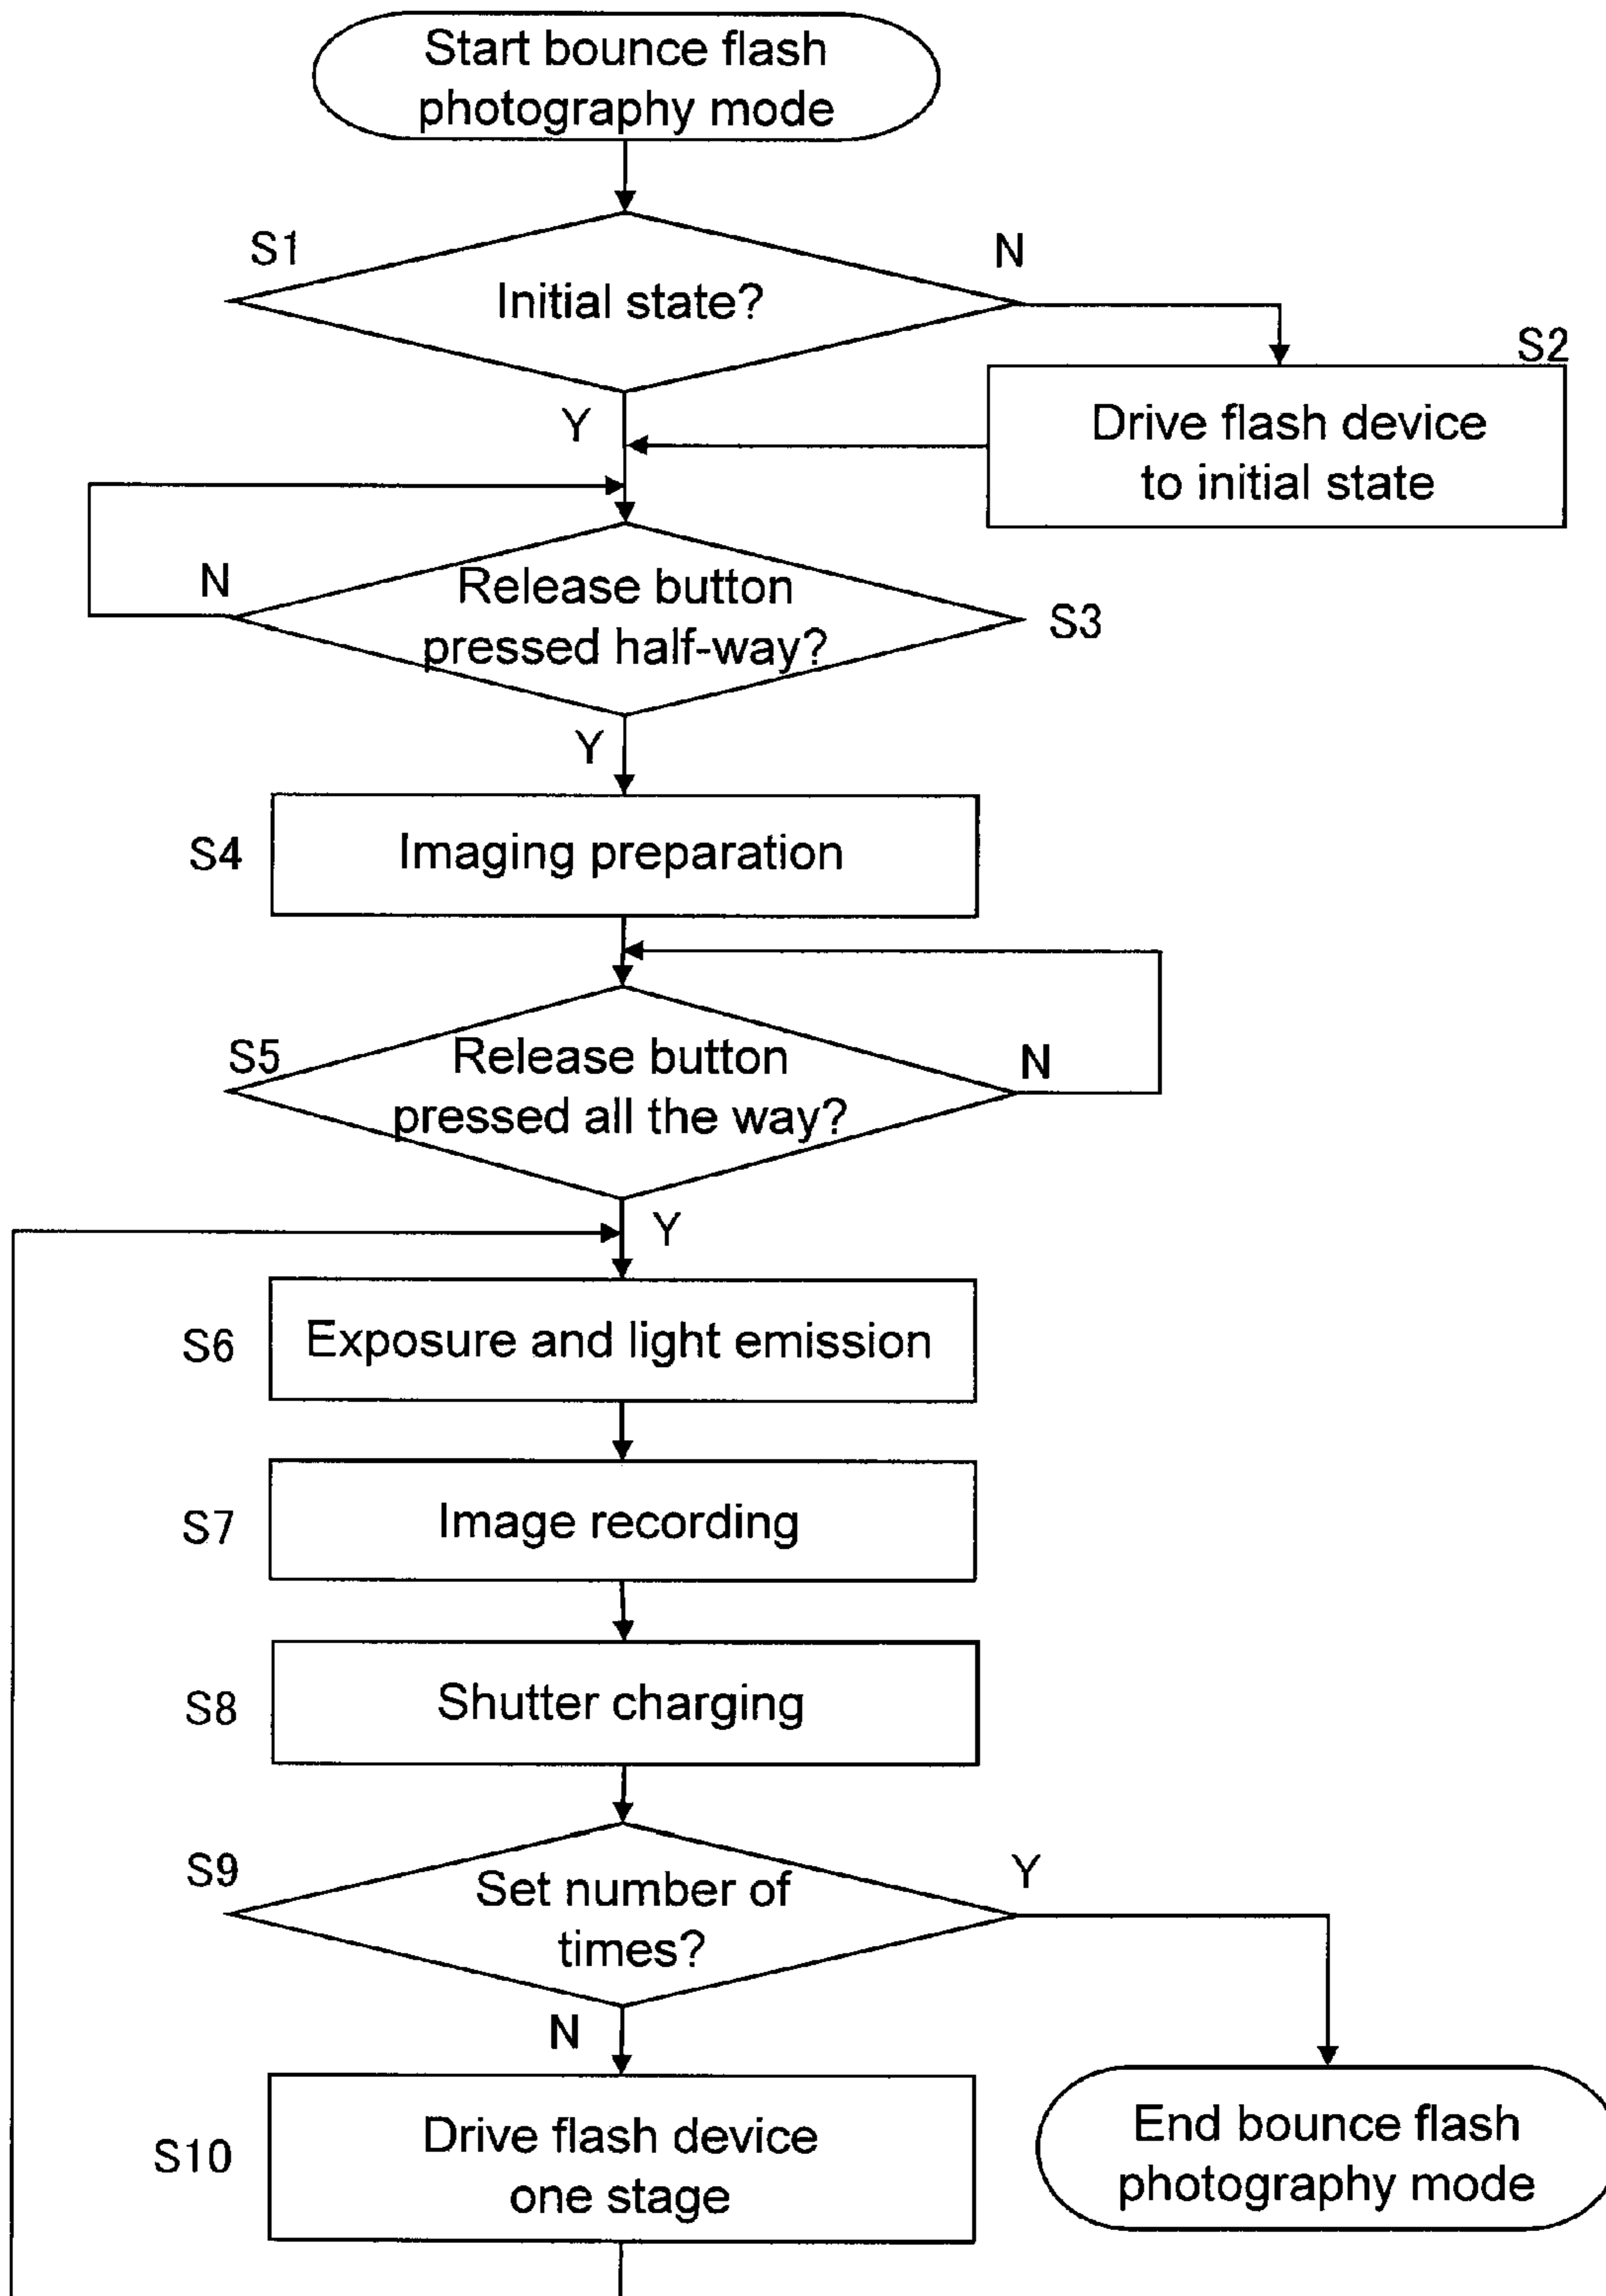 Start bounce flash
photography mode
S1
N
Initial state?
S2
Y
Drive flash device
to initial state
N
Release button
pressed half-way?
S3
Y
S4
Imaging preparation
S5
Release button
pressed all the way?
N
Y
S6
Exposure and light emission
S7
Image recording
S8
Shutter charging
S9
Set number of
times?
Y
N
S10
Drive flash device
one stage
End bounce flash
photography mode